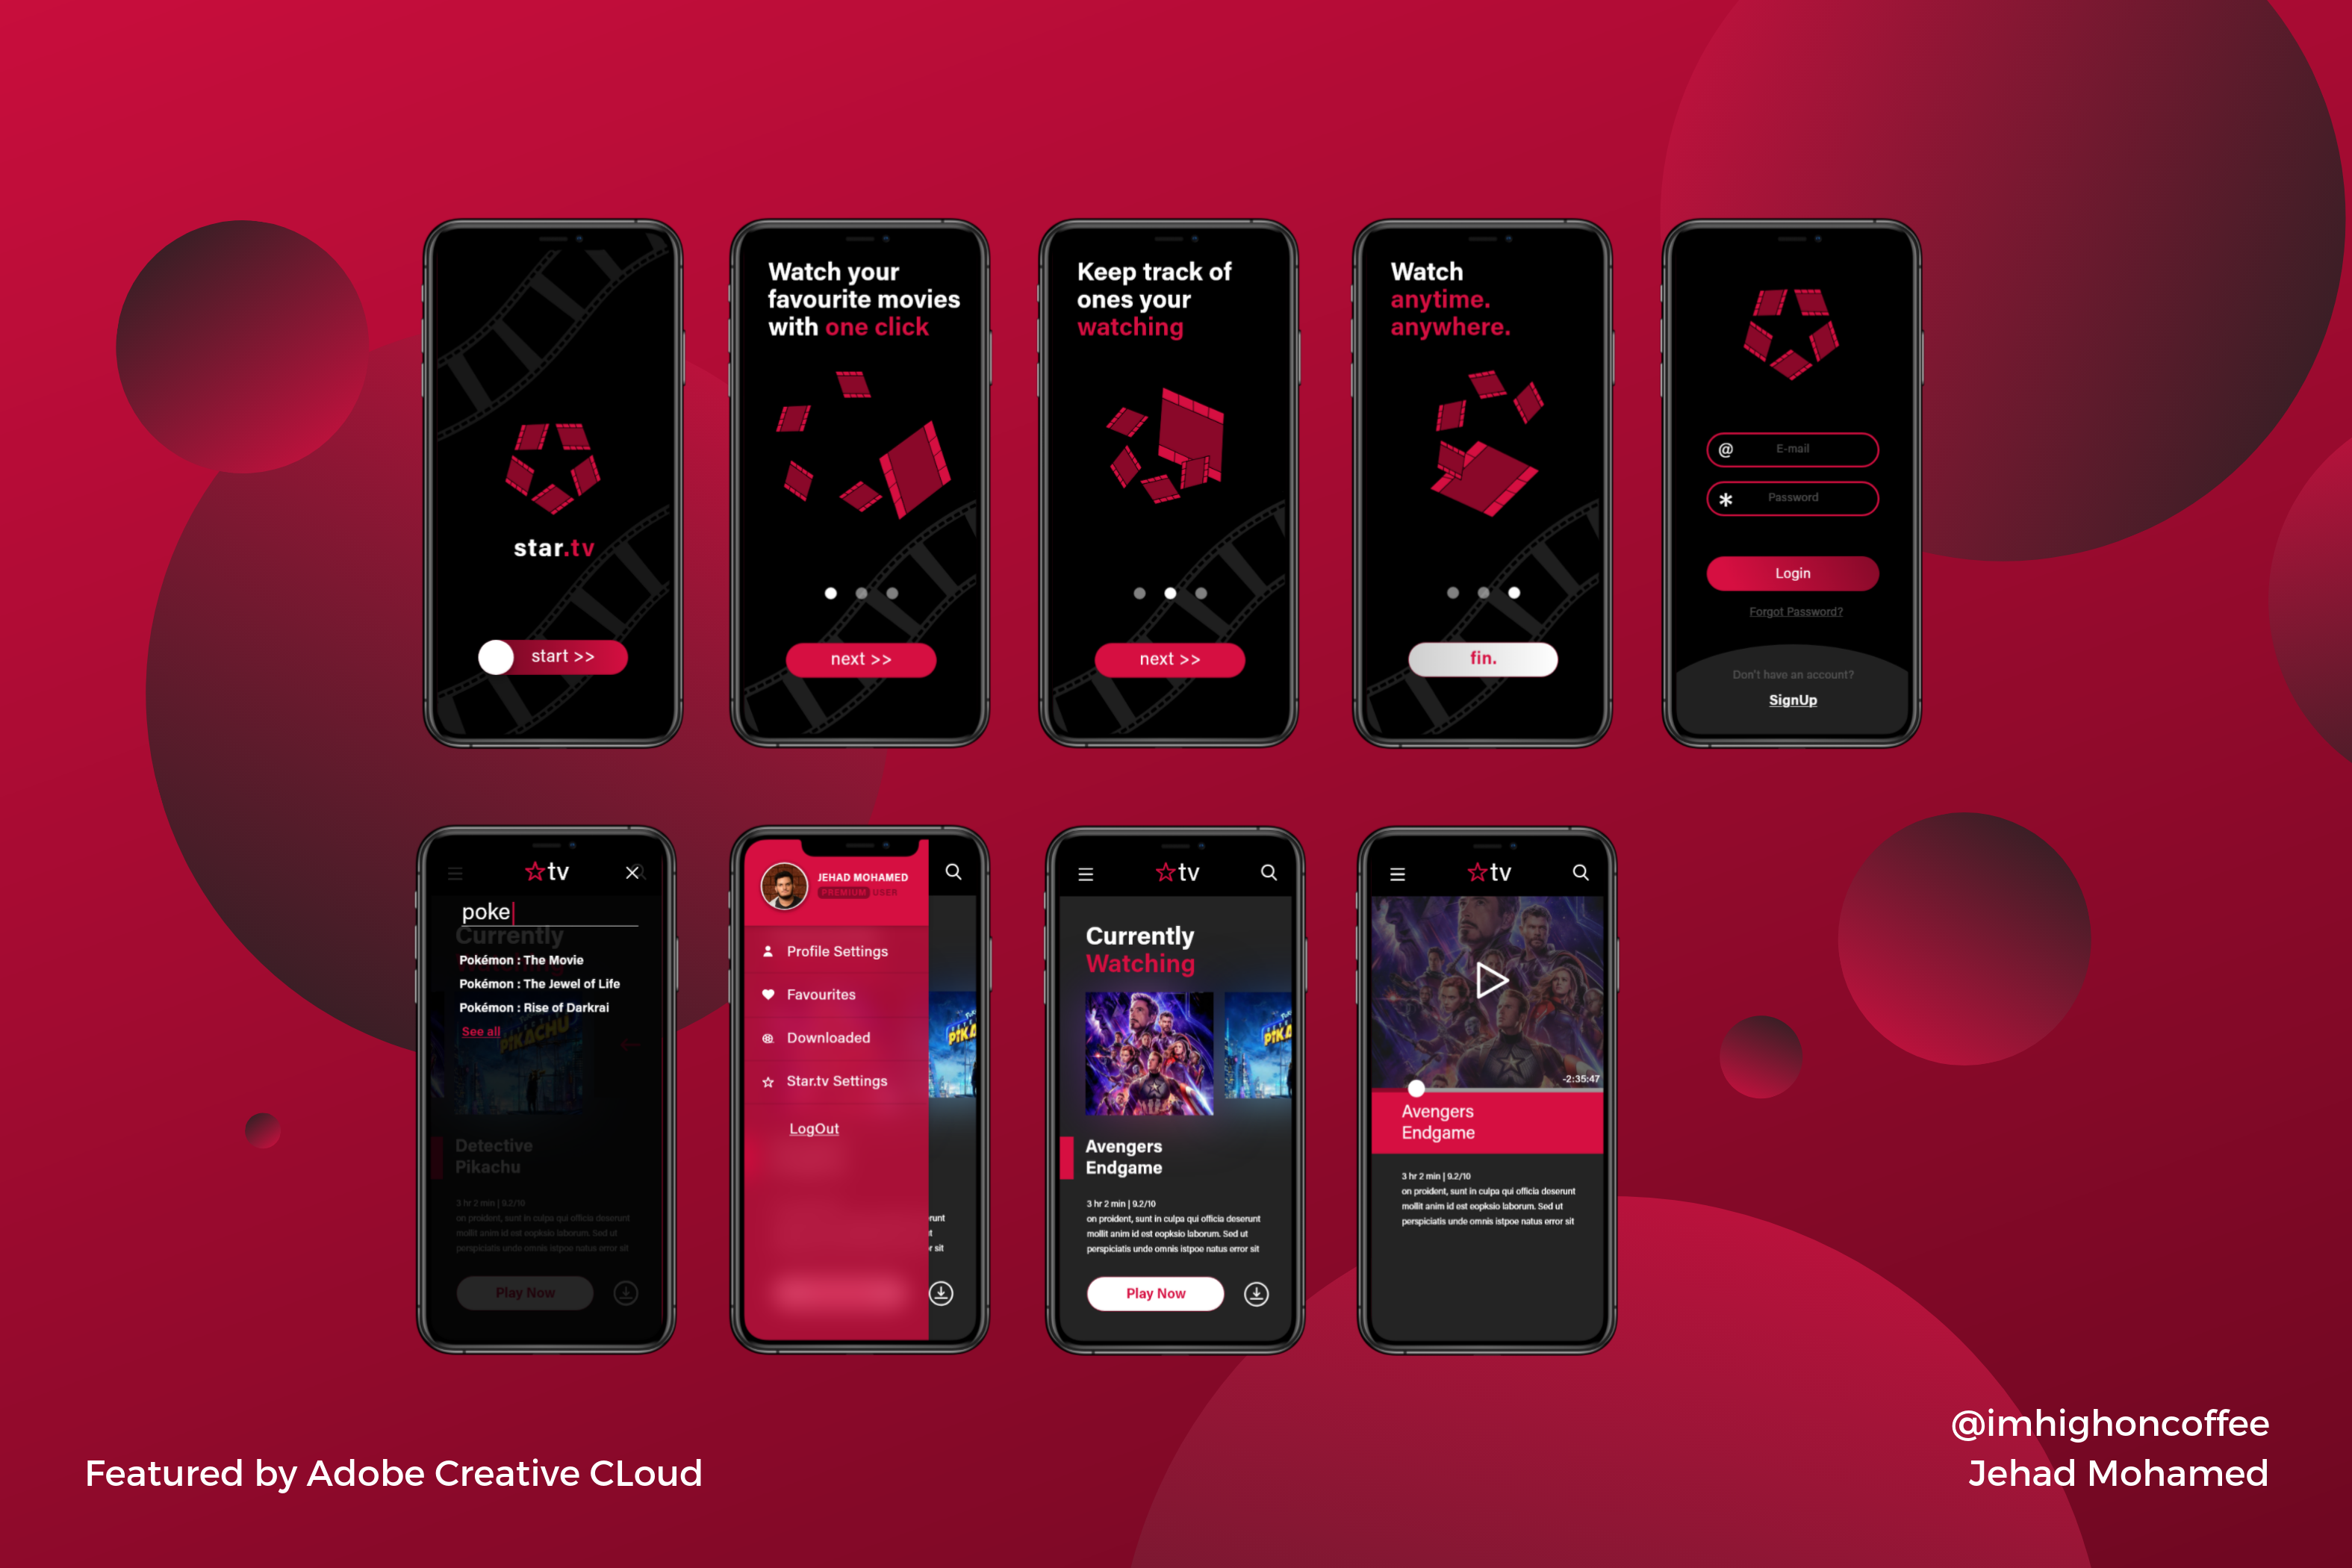 star.tv
start >>
Watch your
favourite movies
with one click
next >>
Keep track of
ones your
watching
next >>
Watch
anytime.
anywhere.
fin.
@ E-mail
* Password
Login
Forgot Password?
Don't have an account?
SignUp
tv
poke
Currently
Pokémon : The Movie
Pokémon : The Jewel of Life
Pokémon : Rise of Darkrai
See all
PIKACHU
Detective
Pikachu
3 hr 2 min | 9.2/10
on proident, sunt in culpa qui officia deserunt
mollit anim id est eopksio laborum. Sed ut
perspiciatis unde omnis istpoe natus error sit
Play Now
JEHAD MOHAMED
PREMIUM USER
Profile Settings
Favourites
Downloaded
Star.tv Settings
LogOut
tv
Currently
Watching
Avengers
Endgame
3 hr 2 min | 9.2/10
on proident, sunt in culpa qui officia deserunt
mollit anim id est eopksio laborum. Sed ut
perspiciatis unde omnis istpoe natus error sit
Play Now
tv
-2:35:47
Avengers
Endgame
3 hr 2 min | 9.2/10
on proident, sunt in culpa qui officia deserunt
mollit anim id est eopksio laborum. Sed ut
perspiciatis unde omnis istpoe natus error sit
Featured by Adobe Creative CLoud
@imhighoncoffee
Jehad Mohamed